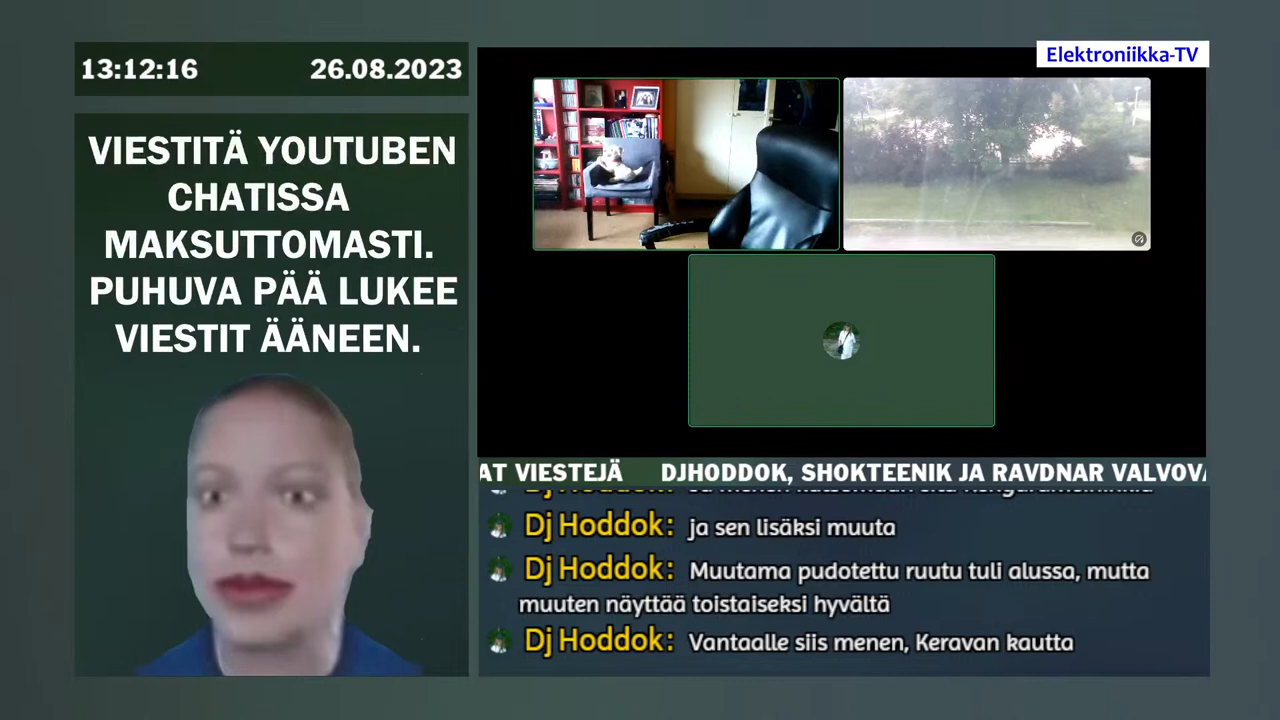 13:12:16 26.08.2023
Elektroniikka-TV
VIESTITÄ YOUTUBEN
CHATISSA
MAKSUTTOMASTI.
PUHUVA PÄÄ LUKEE
VIESTIT ÄÄNEEN.
AT VIESTEJÄ DJHODDOK, SHOKTEENIK JA RAVDNAR VALVOVA
Dj Hoddok:
Dj Hoddok: ja sen lisäksi muuta
Dj Hoddok: Muutama pudotettu ruutu tuli alussa, mutta
muuten näyttää toistaiseksi hyvältä
Dj Hoddok: Vantaalle siis menen, Keravan kautta